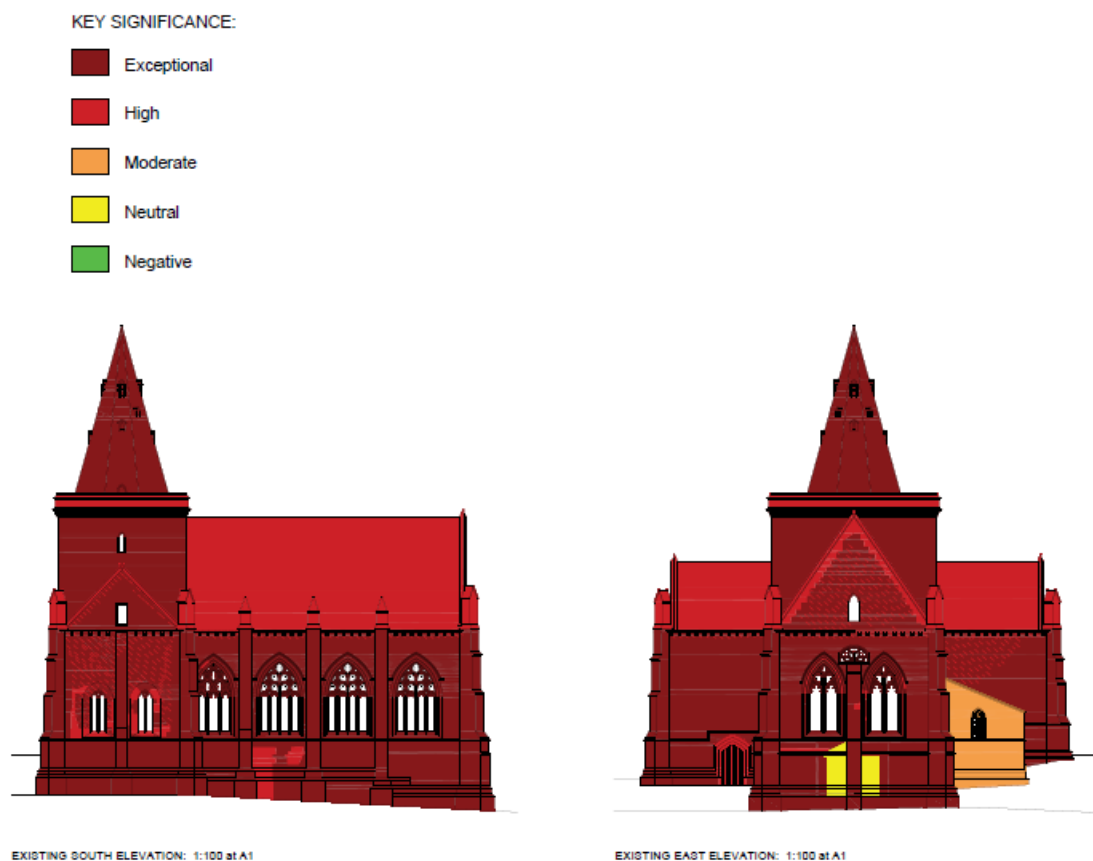 KEY SIGNIFICANCE:
Exceptional
High
Moderate
Neutral
Negative
EXISTING SOUTH ELEVATION: 1:100 at A1
EXISTING EAST ELEVATION: 1:100 at A1